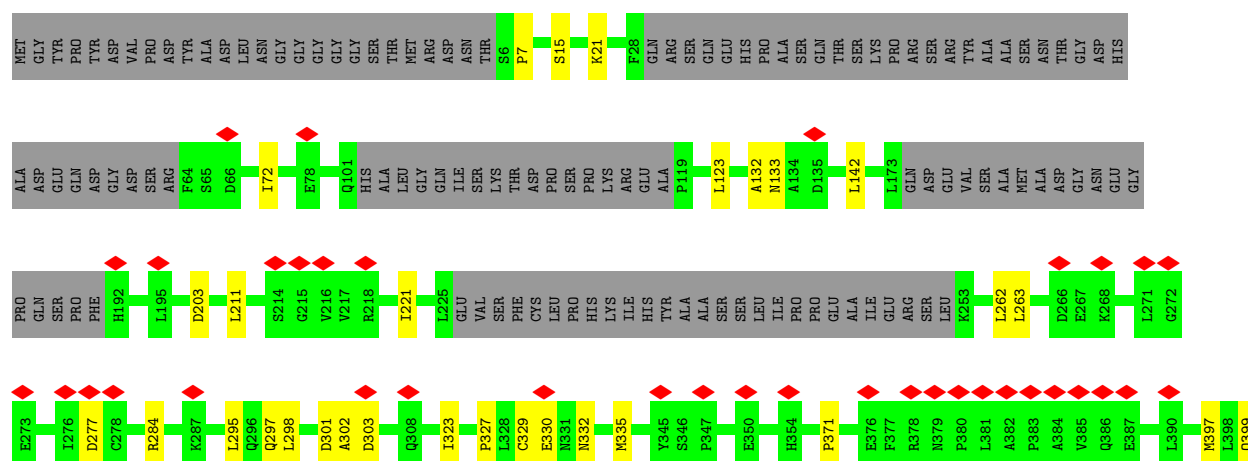 MET GLY TYR PRO TYR ASP VAL PRO ASP TYR ALA ASP LEU ASN GLY GLY GLY GLY GLY SER THR MET ARG ASP ASN THR S6 P7 S15 K21 F28 GLN ARG SER GLN GLU HIS PRO ALA SER GLN THR SER LYS PRO ARG SER ARG TYR ALA ALA SER ASN THR GLY ASP HIS
ALA ASP GLU GLN ASP GLY ASP SER ARG F64 S65 D66 I72 E78 Q101 HIS ALA LEU GLY GLN ILE SER LYS THR ASP PRO SER PRO LYS ARG GLU ALA P119 L123 A132 N133 A134 D135 L142 L173 GLN ASP GLU VAL SER ALA MET ALA ASP GLY ASN GLU GLY
PRO GLN SER PRO PHE H192 L195 D203 L211 S214 G215 V216 V217 R218 I221 L225 GLU VAL SER PHE CYS LEU PRO HIS LYS ILE HIS TYR ALA ALA SER SER LEU ILE PRO PRO GLU ALA ILE GLU ARG SER LEU K253 L262 L263 D266 E267 K268 L271 G272
E273 I276 D277 C278 R284 K287 L295 Q296 Q297 L298 D301 A302 D303 Q308 I323 P327 L328 C329 E330 N331 N332 M335 Y345 S346 P347 E350 H354 P371 E376 F377 R378 N379 P380 L381 A382 P383 A384 V385 Q386 E387 L390 M397 L398 Q399